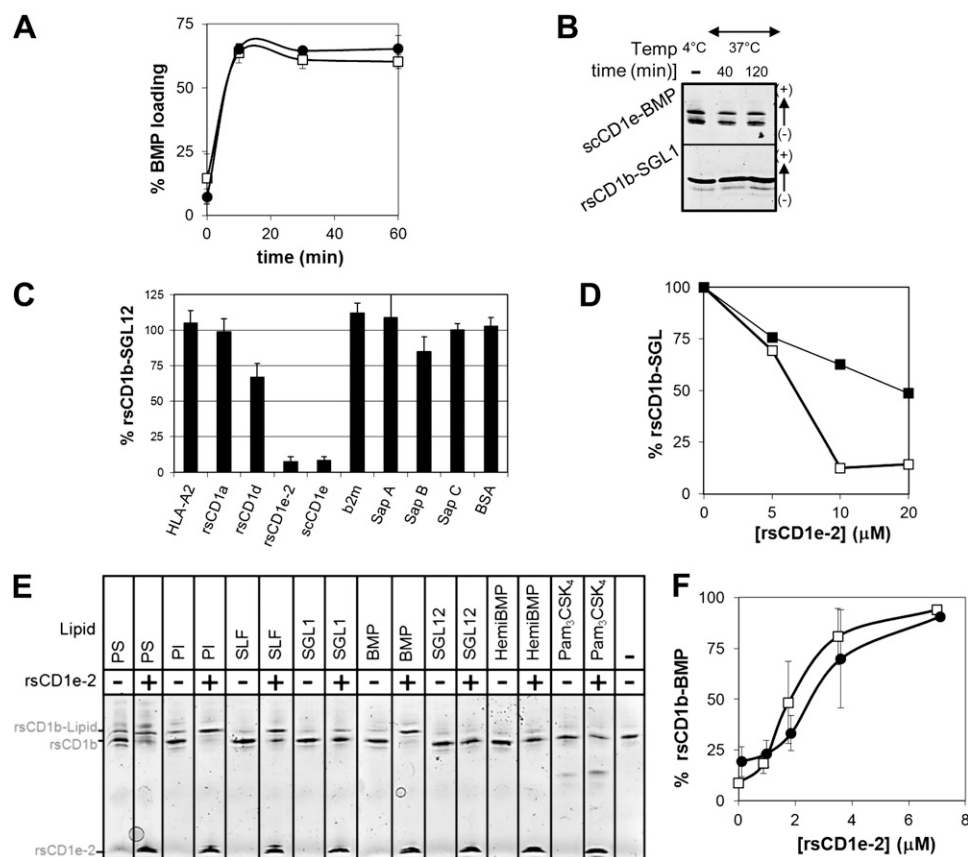 A
75
50
25
0
% BMP loading
0 20 40 60
time (min)
B
Temp 4°C 37°C
time (min)] – 40 120
scCD1e-BMP
(+)
(-)
rsCD1b-SGL1
(+)
(-)
C
125
100
75
50
25
0
% rsCD1b-SGL12
HLA-A2
rsCD1a
rsCD1d
rsCD1e-2
scCD1e
b2m
Sap A
Sap B
Sap C
BSA
D
100
75
50
25
0
% rsCD1b-SGL
0 5 10 20
[rsCD1e-2] (µM)
E
Lipid PS PS PI PI SLF SLF SGL1 SGL1 BMP BMP SGL12 SGL12 HemiBMP HemiBMP Pam₃CSK₄ Pam₃CSK₄ –
rsCD1e-2 – + – + – + – + – + – + – + – + –
rsCD1b-Lipid
rsCD1b
rsCD1e-2
F
100
75
50
25
0
% rsCD1b-BMP
0 2 4 6 8
[rsCD1e-2] (µM)